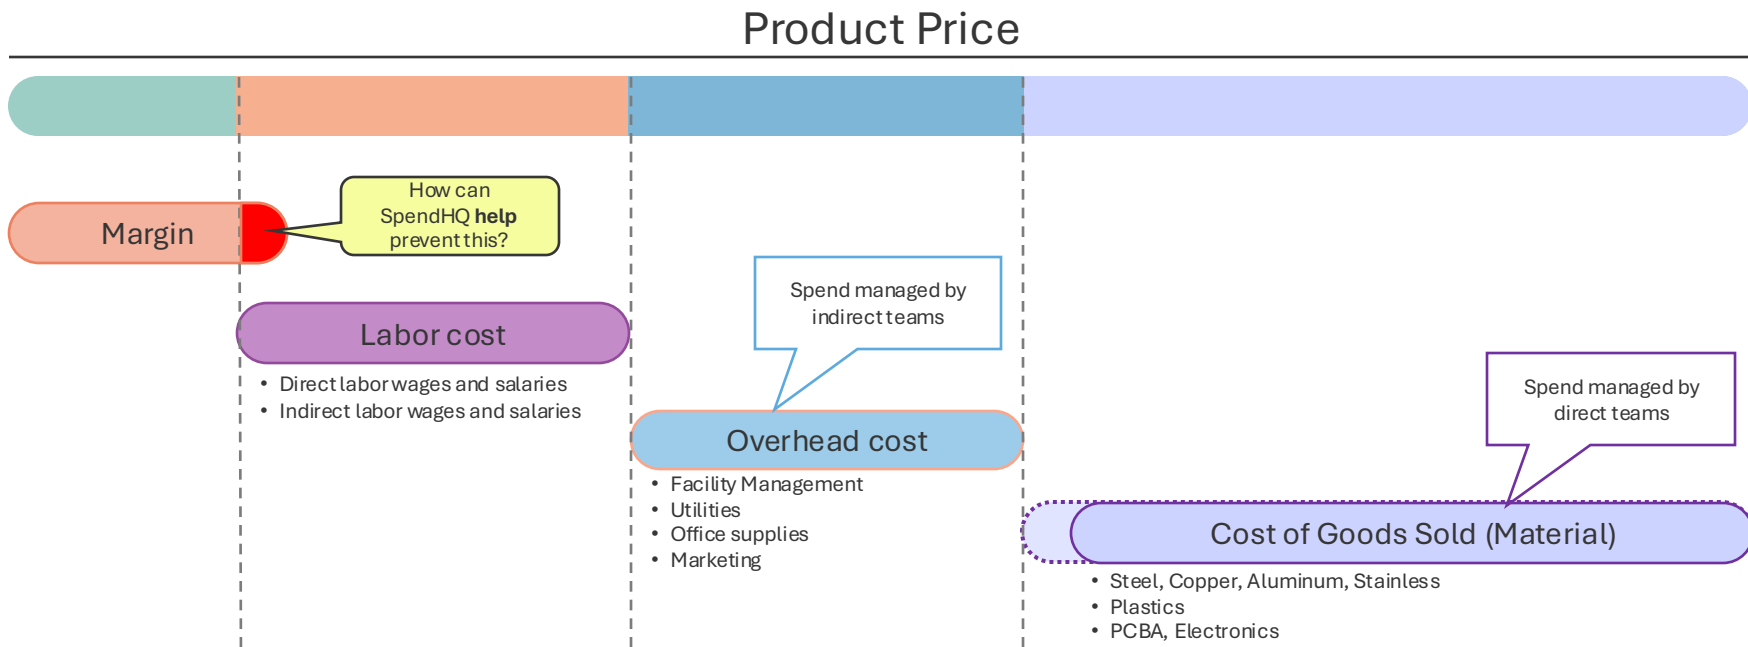 Product Price
Margin
How can
SpendHQ help
prevent this?
Labor cost
• Direct labor wages and salaries
• Indirect labor wages and salaries
Spend managed by
indirect teams
Overhead cost
• Facility Management
• Utilities
• Office supplies
• Marketing
Spend managed by
direct teams
Cost of Goods Sold (Material)
• Steel, Copper, Aluminum, Stainless
• Plastics
• PCBA, Electronics